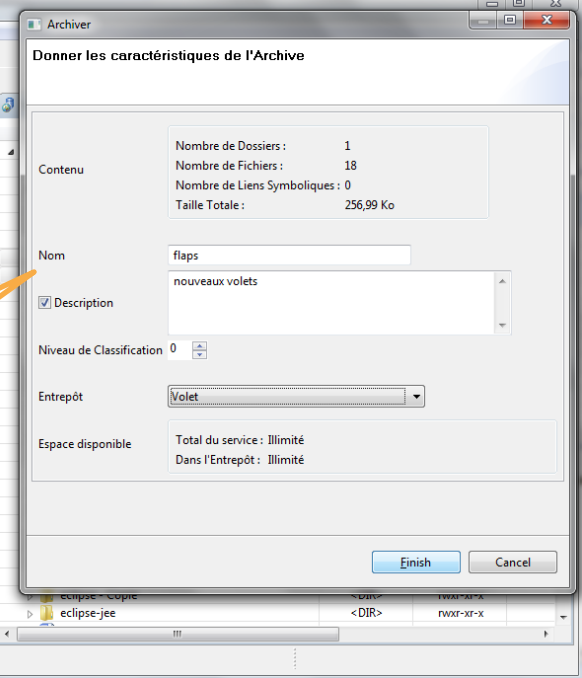 Archiver
Donner les caractéristiques de l'Archive
Contenu
Nombre de Dossiers : 1
Nombre de Fichiers : 18
Nombre de Liens Symboliques : 0
Taille Totale : 256,99 Ko
Nom flaps
Description nouveaux volets
Niveau de Classification 0
Entrepôt Volet
Espace disponible
Total du service : Illimité
Dans l'Entrepôt : Illimité
Finish Cancel
eclipse - Copie <DIR> rwxr-xr-x
eclipse-jee <DIR> rwxr-xr-x